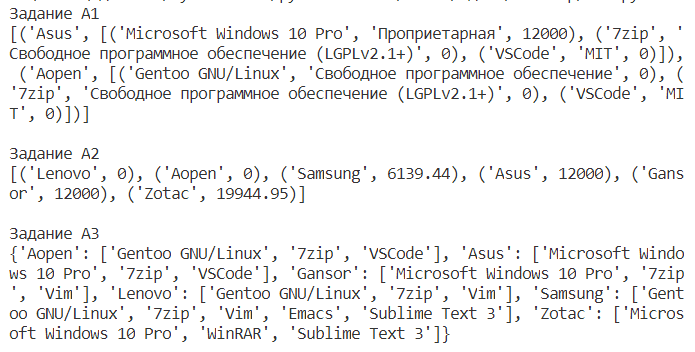 Задание A1
[('Asus', [('Microsoft Windows 10 Pro', 'Проприетарная', 12000), ('7zip', '
Свободное программное обеспечение (LGPLv2.1+)', 0), ('VSCode', 'MIT', 0)]),
 ('Aopen', [('Gentoo GNU/Linux', 'Свободное программное обеспечение', 0), (
'7zip', 'Свободное программное обеспечение (LGPLv2.1+)', 0), ('VSCode', 'MI
T', 0)])]
Задание A2
[('Lenovo', 0), ('Aopen', 0), ('Samsung', 6139.44), ('Asus', 12000), ('Gans
or', 12000), ('Zotac', 19944.95)]
Задание A3
{'Aopen': ['Gentoo GNU/Linux', '7zip', 'VSCode'], 'Asus': ['Microsoft Windo
ws 10 Pro', '7zip', 'VSCode'], 'Gansor': ['Microsoft Windows 10 Pro', '7zip
', 'Vim'], 'Lenovo': ['Gentoo GNU/Linux', '7zip', 'Vim'], 'Samsung': ['Gent
oo GNU/Linux', '7zip', 'Vim', 'Emacs', 'Sublime Text 3'], 'Zotac': ['Micros
oft Windows 10 Pro', 'WinRAR', 'Sublime Text 3']}